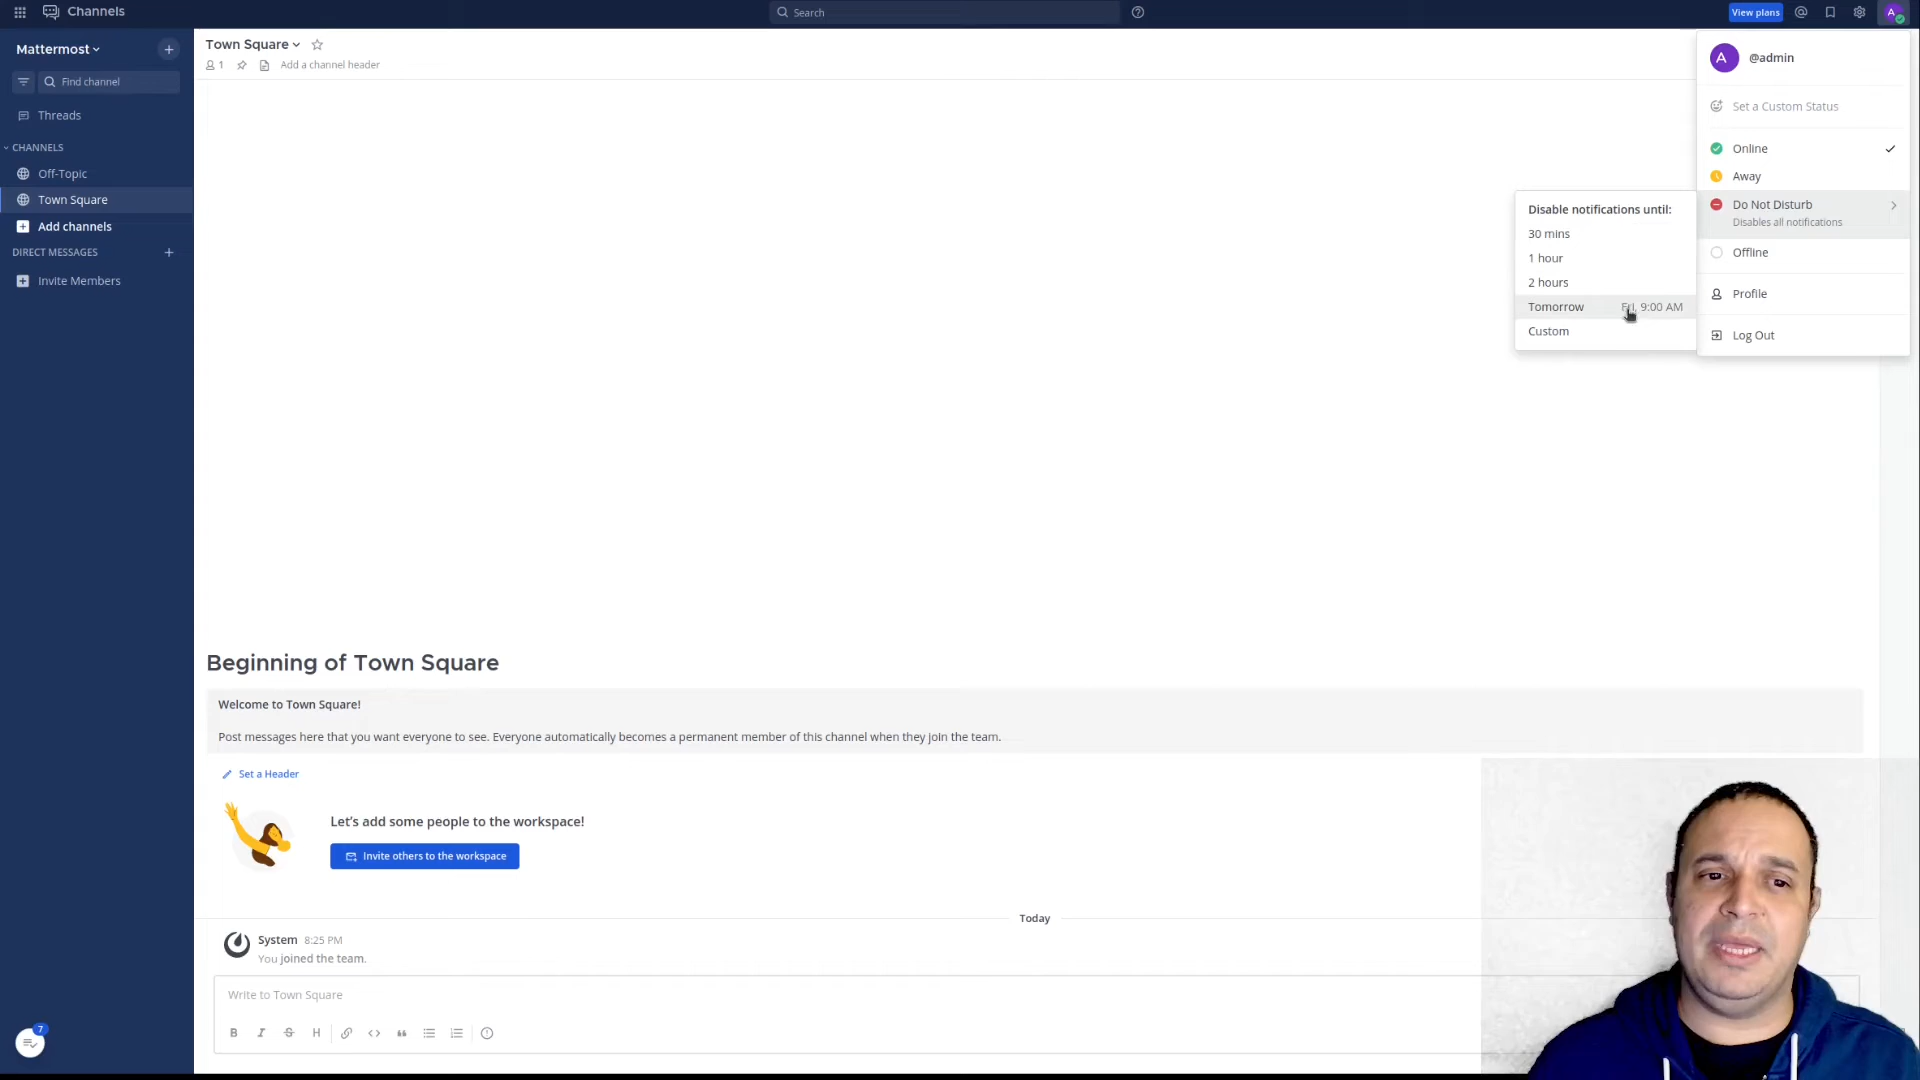 Channels
Search
View plans
A
Mattermost
Find channel
Threads
CHANNELS
Off-Topic
Town Square
Add channels
DIRECT MESSAGES
Invite Members
7
Town Square
1
Add a channel header
A @admin
Set a Custom Status
Online
Away
Do Not Disturb
Disables all notifications
Offline
Profile
Log Out
Disable notifications until:
30 mins
1 hour
2 hours
Tomorrow Fri, 9:00 AM
Custom
Beginning of Town Square
Welcome to Town Square!
Post messages here that you want everyone to see. Everyone automatically becomes a permanent member of this channel when they join the team.
Set a Header
Let's add some people to the workspace!
Invite others to the workspace
Today
System 8:25 PM
You joined the team.
Write to Town Square
B I S H